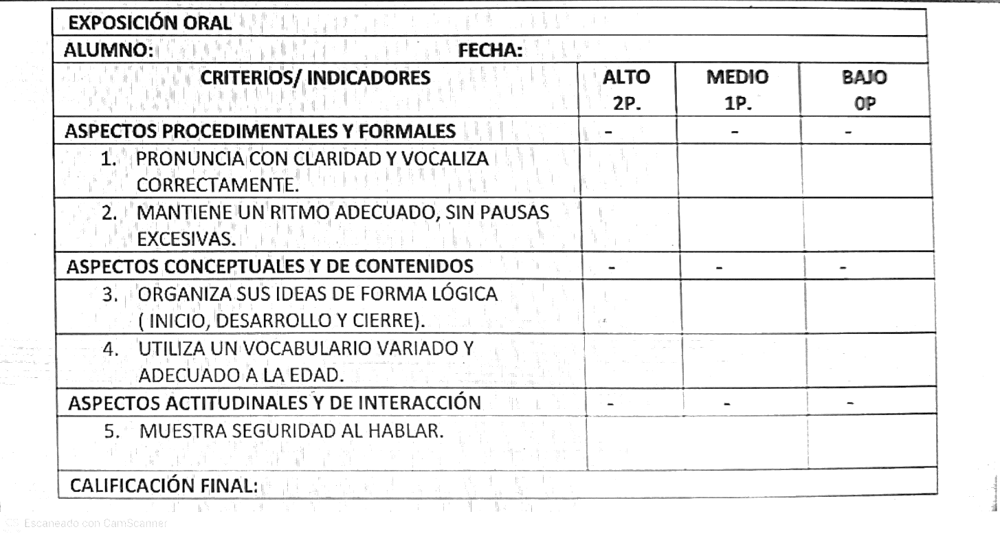 EXPOSICIÓN ORAL
ALUMNO: FECHA:
CRITERIOS/ INDICADORES ALTO 2P. MEDIO 1P. BAJO 0P
ASPECTOS PROCEDIMENTALES Y FORMALES - - -
1. PRONUNCIA CON CLARIDAD Y VOCALIZA
CORRECTAMENTE.
2. MANTIENE UN RITMO ADECUADO, SIN PAUSAS
EXCESIVAS.
ASPECTOS CONCEPTUALES Y DE CONTENIDOS - - -
3. ORGANIZA SUS IDEAS DE FORMA LÓGICA
( INICIO, DESARROLLO Y CIERRE).
4. UTILIZA UN VOCABULARIO VARIADO Y
ADECUADO A LA EDAD.
ASPECTOS ACTITUDINALES Y DE INTERACCIÓN - - -
5. MUESTRA SEGURIDAD AL HABLAR.
CALIFICACIÓN FINAL:
CS Escaneado con CamScanner